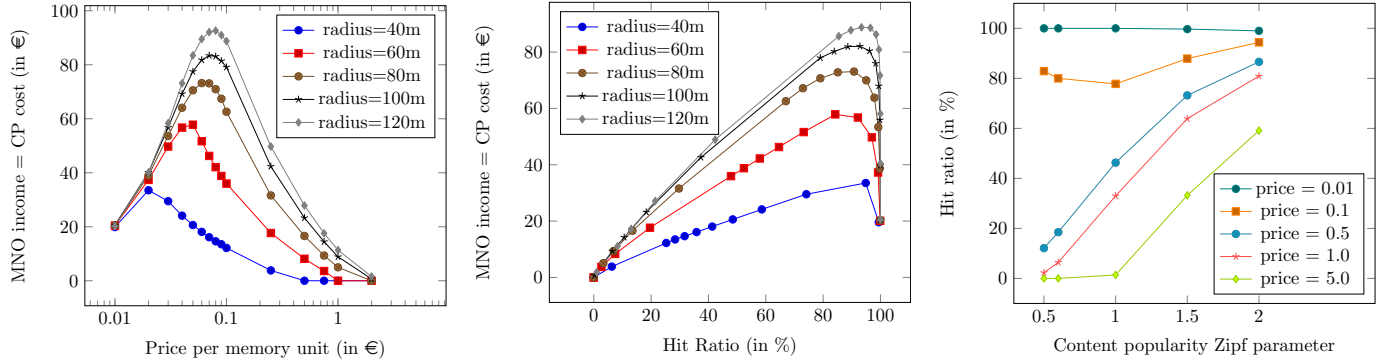 MNO income = CP cost (in €)
100
80
60
40
20
0
radius=40m
radius=60m
radius=80m
radius=100m
radius=120m
0.01
0.1
1
Price per memory unit (in €)
MNO income = CP cost (in €)
80
60
40
20
0
radius=40m
radius=60m
radius=80m
radius=100m
radius=120m
0
20
40
60
80
100
Hit Ratio (in %)
Hit ratio (in %)
100
80
60
40
20
0
price = 0.01
price = 0.1
price = 0.5
price = 1.0
price = 5.0
0.5
1
1.5
2
Content popularity Zipf parameter